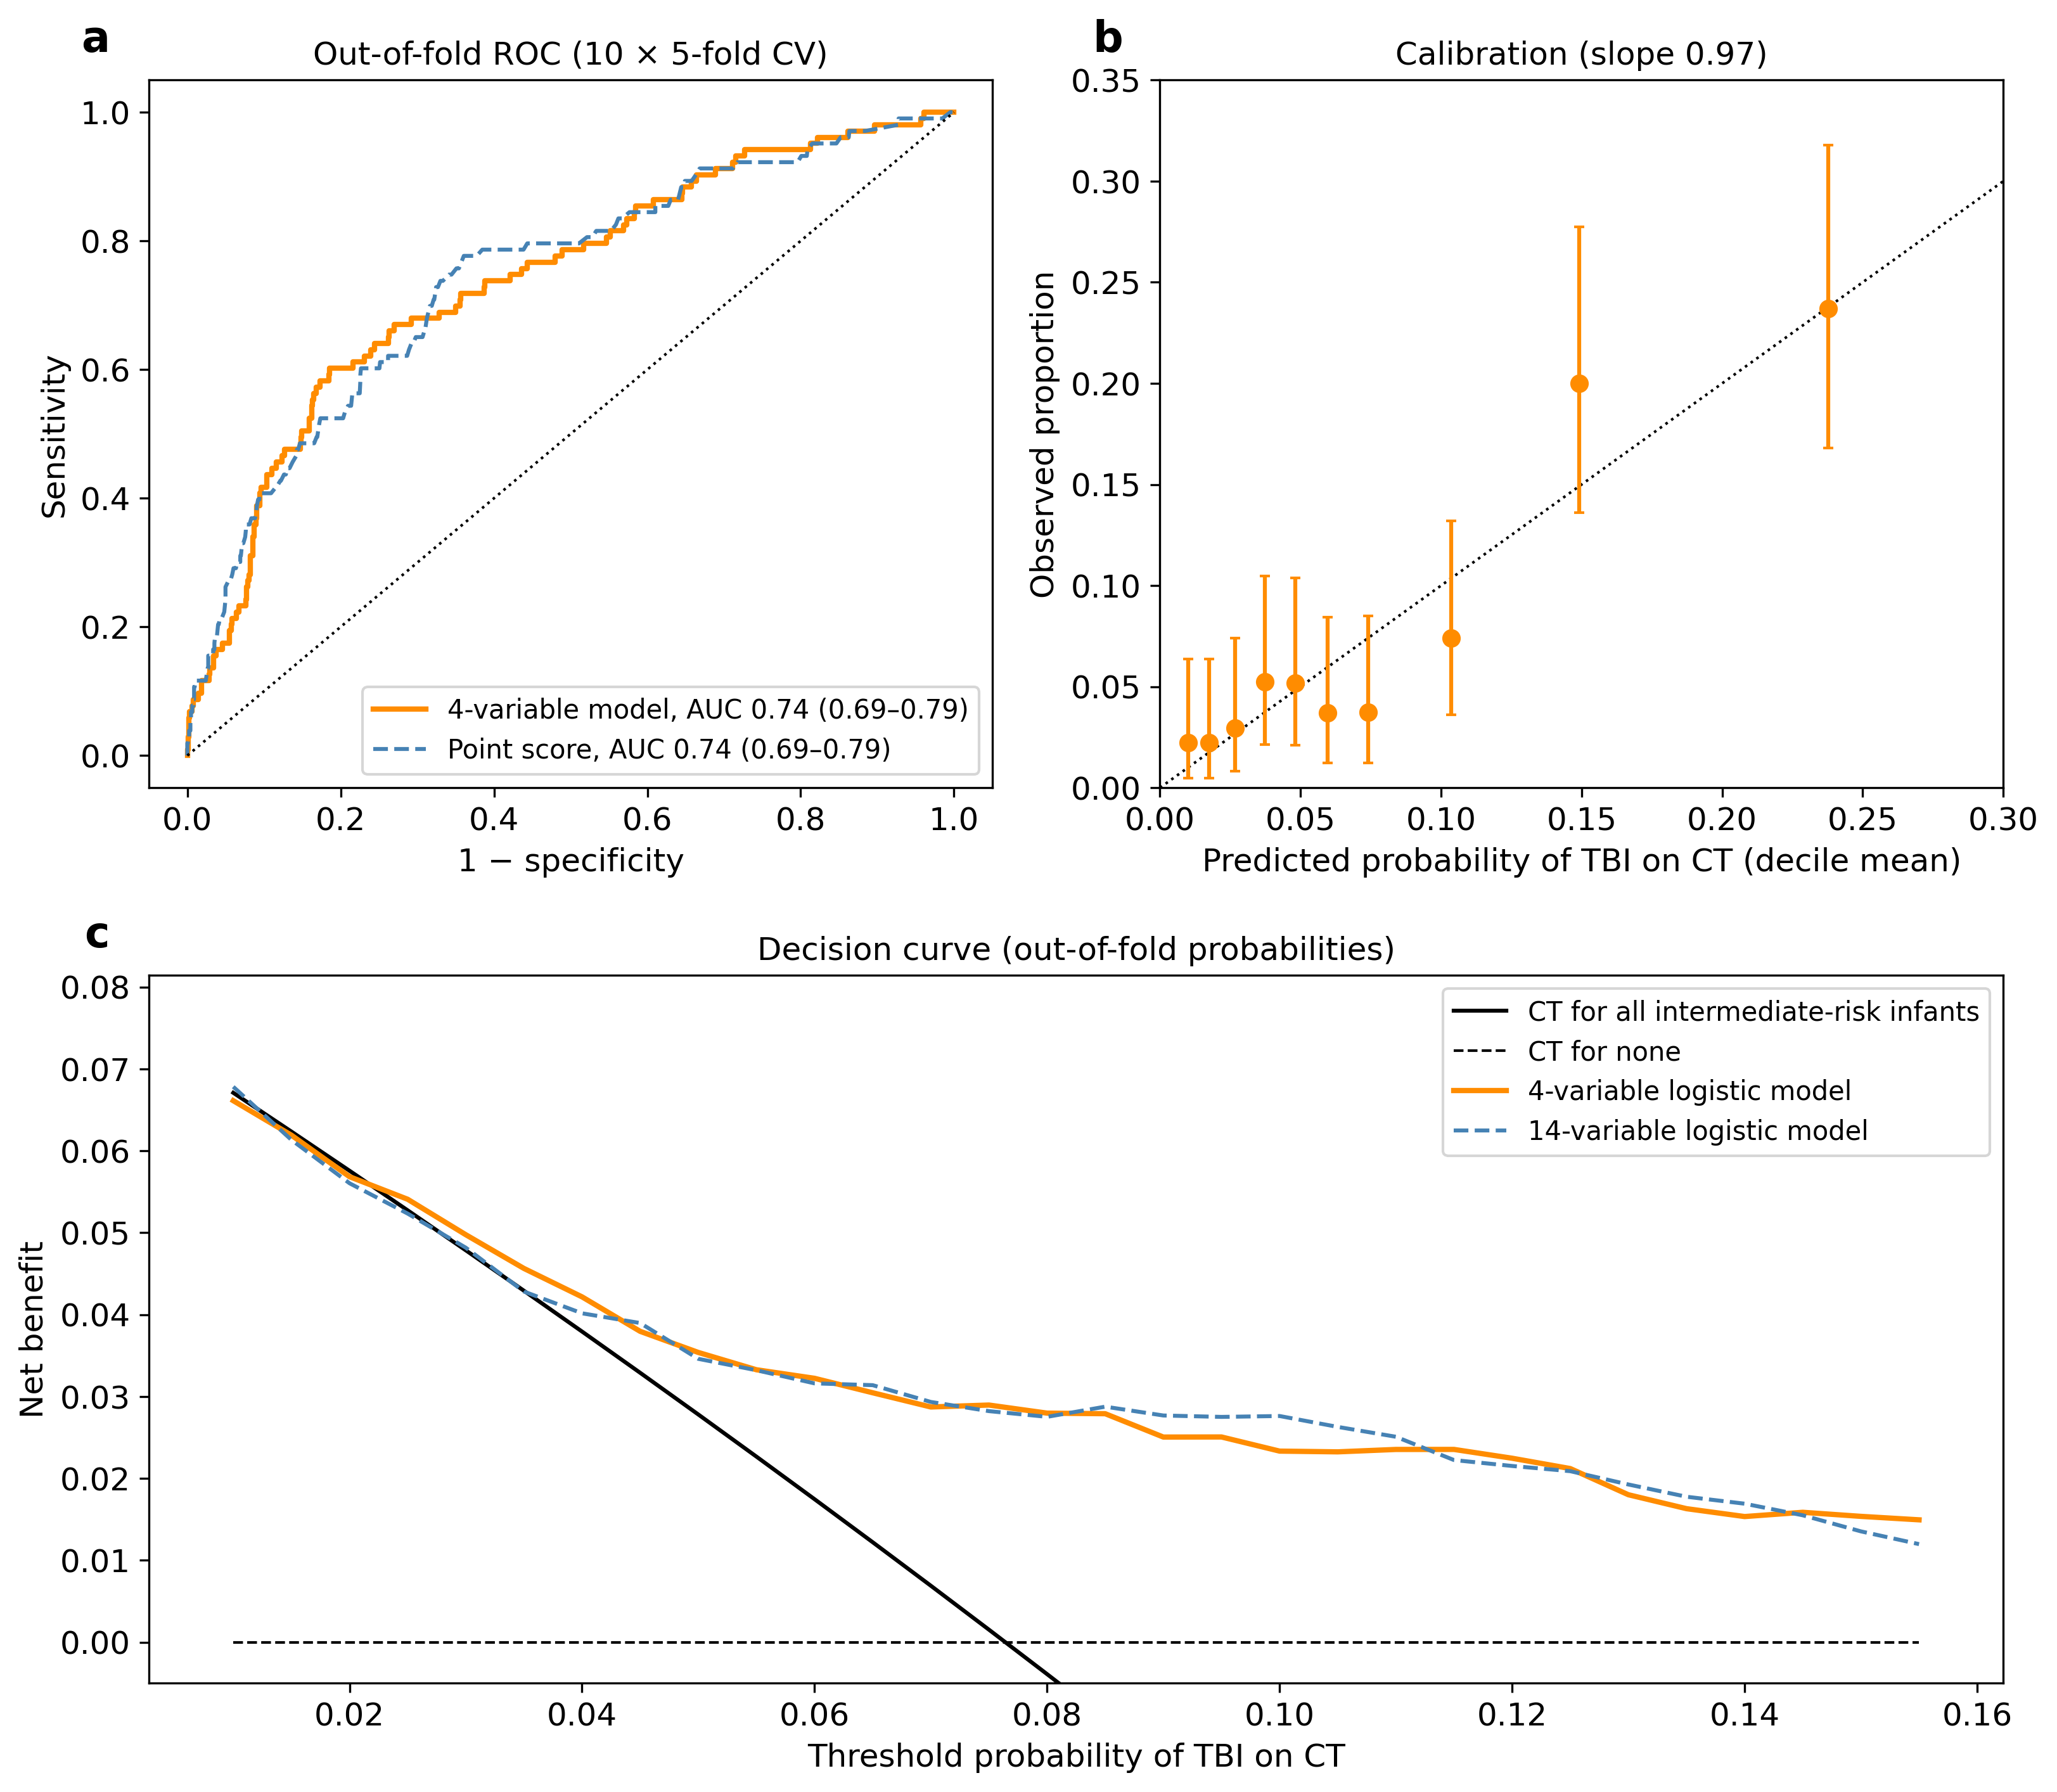 a
Out-of-fold ROC (10 × 5-fold CV)
1.0
0.8
0.6
0.4
0.2
0.0
Sensitivity
4-variable model, AUC 0.74 (0.69–0.79)
Point score, AUC 0.74 (0.69–0.79)
0.0 0.2 0.4 0.6 0.8 1.0
1 − specificity
b
Calibration (slope 0.97)
0.35
0.30
0.25
0.20
0.15
0.10
0.05
0.00
Observed proportion
0.00 0.05 0.10 0.15 0.20 0.25 0.30
Predicted probability of TBI on CT (decile mean)
c
Decision curve (out-of-fold probabilities)
0.08
0.07
0.06
0.05
0.04
0.03
0.02
0.01
0.00
Net benefit
CT for all intermediate-risk infants
CT for none
4-variable logistic model
14-variable logistic model
0.02 0.04 0.06 0.08 0.10 0.12 0.14 0.16
Threshold probability of TBI on CT